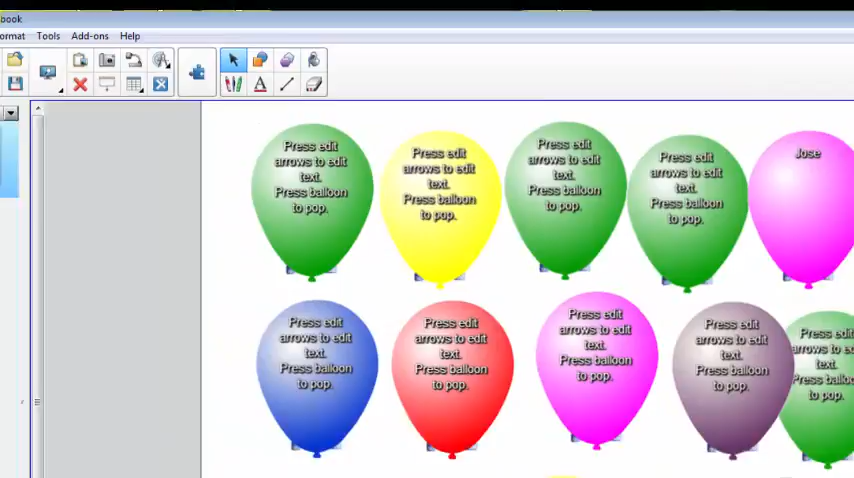 book
ormat Tools Add-ons Help
Press edit
arrows to edit
text.
Press balloon
to pop.
Press edit
arrows to edit
text.
Press balloon
to pop.
Press edit
arrows to edit
text.
Press balloon
to pop.
Press edit
arrows to edit
text.
Press balloon
to pop.
Jose
Press edit
arrows to edit
text.
Press balloon
to pop.
Press edit
arrows to edit
text.
Press balloon
to pop.
Press edit
arrows to edit
text.
Press balloon
to pop.
Press edit
arrows to edit
text.
Press balloon
to pop.
Press edit
arrows to ed
text.
Press balloo
to pop.